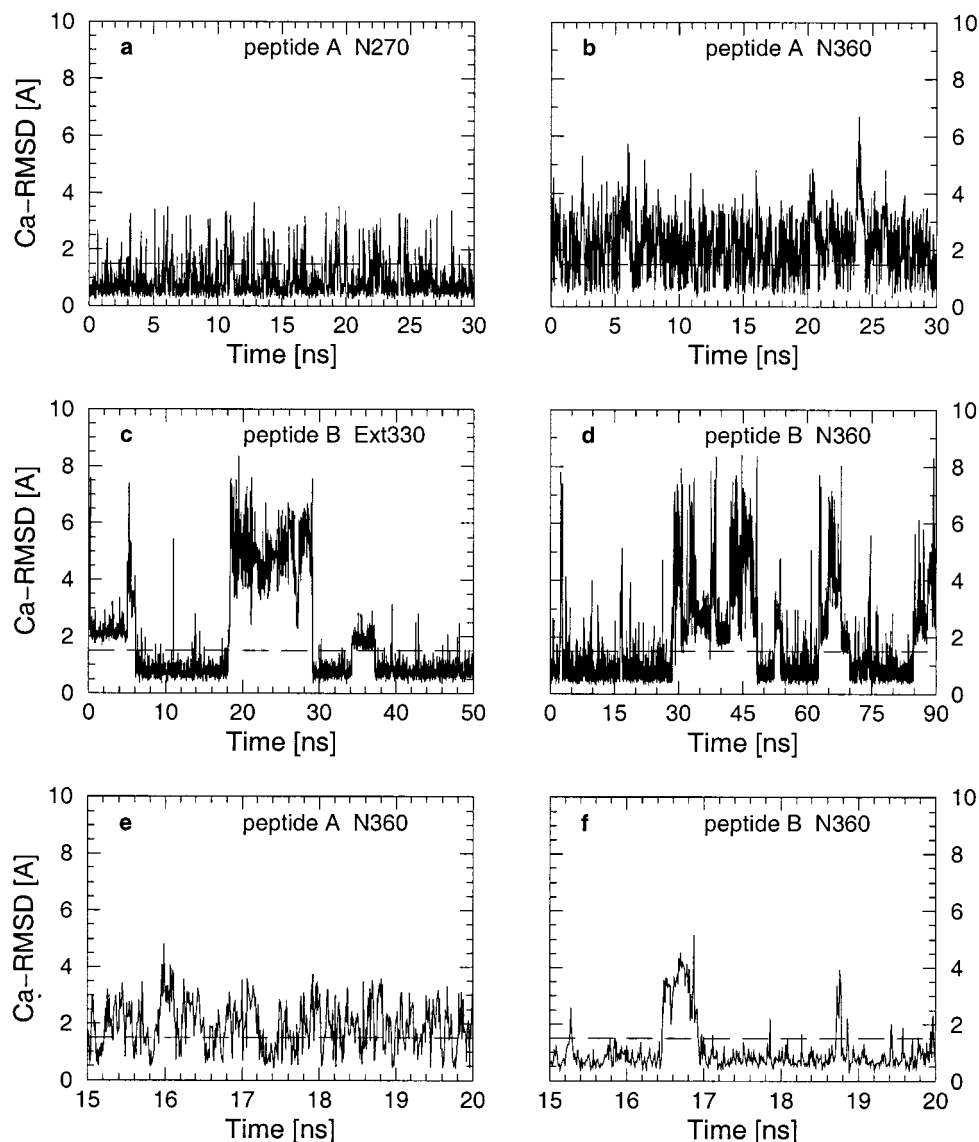 a peptide A N270
Ca-RMSD [A]
10
8
6
4
2
0
0 5 10 15 20 25 30
Time [ns]
b peptide A N360
10
8
6
4
2
0
0 5 10 15 20 25 30
Time [ns]
c peptide B Ext330
Ca-RMSD [A]
10
8
6
4
2
0
0 10 20 30 40 50
Time [ns]
d peptide B N360
10
8
6
4
2
0
0 15 30 45 60 75 90
Time [ns]
e peptide A N360
Ca-RMSD [A]
10
8
6
4
2
0
15 16 17 18 19 20
Time [ns]
f peptide B N360
10
8
6
4
2
0
15 16 17 18 19 20
Time [ns]